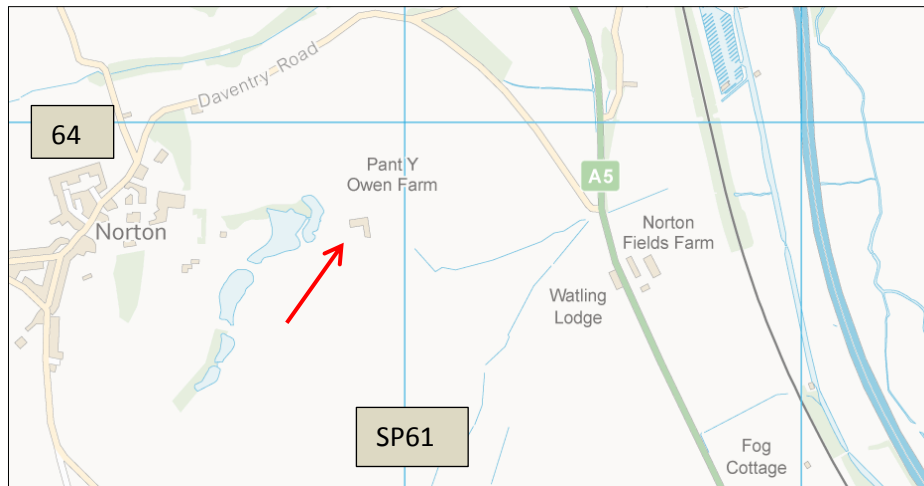 Daventry Road
64
Pant Y
Owen Farm
A5
Norton
Norton
Fields Farm
Watling
Lodge
SP61
Fog
Cottage